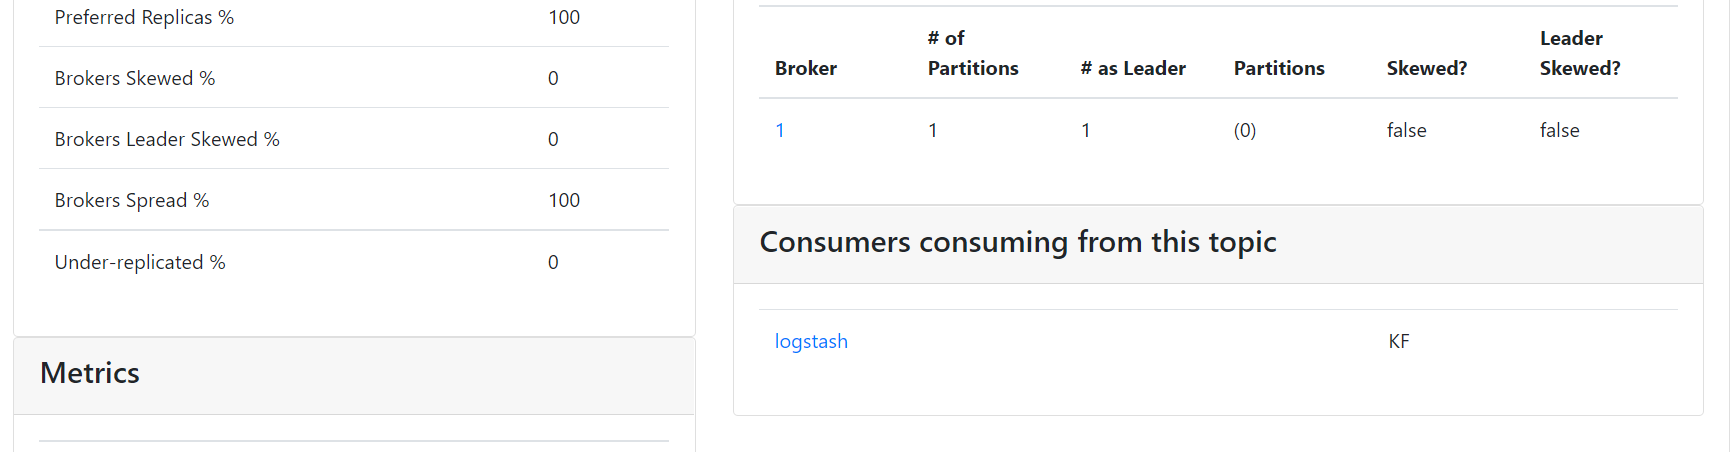 Preferred Replicas % 100
Brokers Skewed % 0
Brokers Leader Skewed % 0
Brokers Spread % 100
Under-replicated % 0
Metrics
Broker # of Partitions # as Leader Partitions Skewed? Leader Skewed?
1 1 1 (0) false false
Consumers consuming from this topic
logstash KF